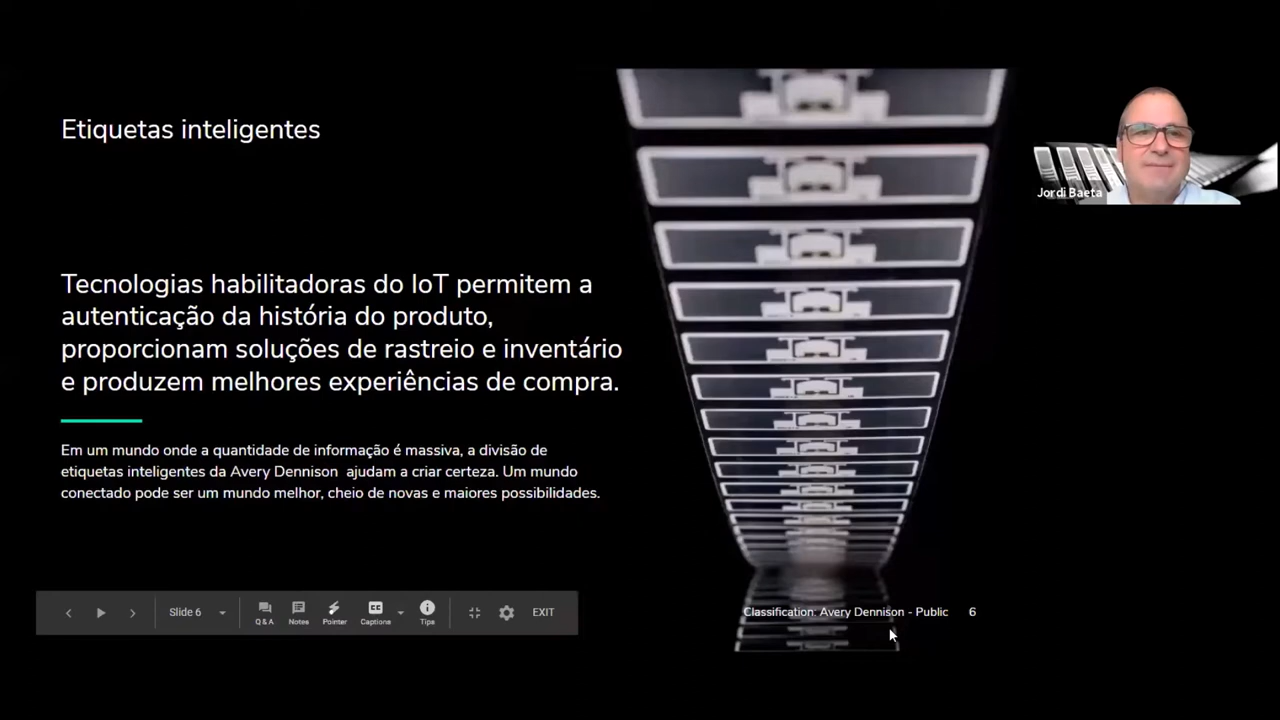 Etiquetas inteligentes
Jordi Baeta
Tecnologias habilitadoras do IoT permitem a
autenticação da história do produto,
proporcionam soluções de rastreio e inventário
e produzem melhores experiências de compra.
Em um mundo onde a quantidade de informação é massiva, a divisão de
etiquetas inteligentes da Avery Dennison ajudam a criar certeza. Um mundo
conectado pode ser um mundo melhor, cheio de novas e maiores possibilidades.
Slide 6
Q & A
Notes
Pointer
CC
Captions
Tips
EXIT
Classification: Avery Dennison - Public 6